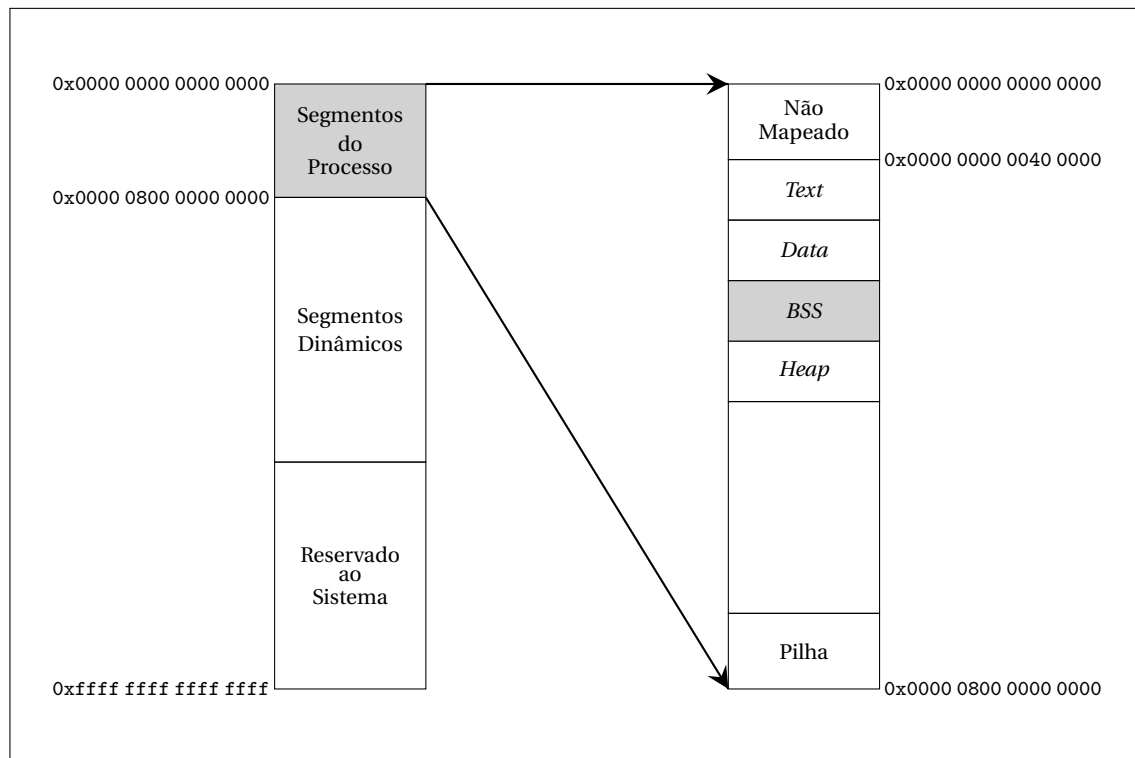 0x0000 0000 0000 0000
Segmentos
do
Processo
0x0000 0800 0000 0000
Segmentos
Dinâmicos
Reservado
ao
Sistema
0xffff ffff ffff ffff
0x0000 0000 0000 0000
Não
Mapeado
0x0000 0000 0040 0000
Text
Data
BSS
Heap
Pilha
0x0000 0800 0000 0000